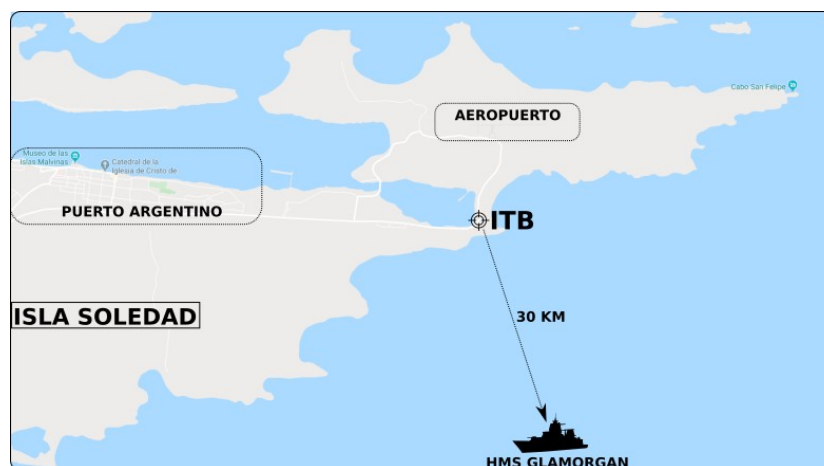 Cabo San Felipe
AEROPUERTO
Museo de las
Islas Malvinas
Catedral de la
Iglesia de Cristo de
PUERTO ARGENTINO
ITB
ISLA SOLEDAD
30 KM
HMS GLAMORGAN